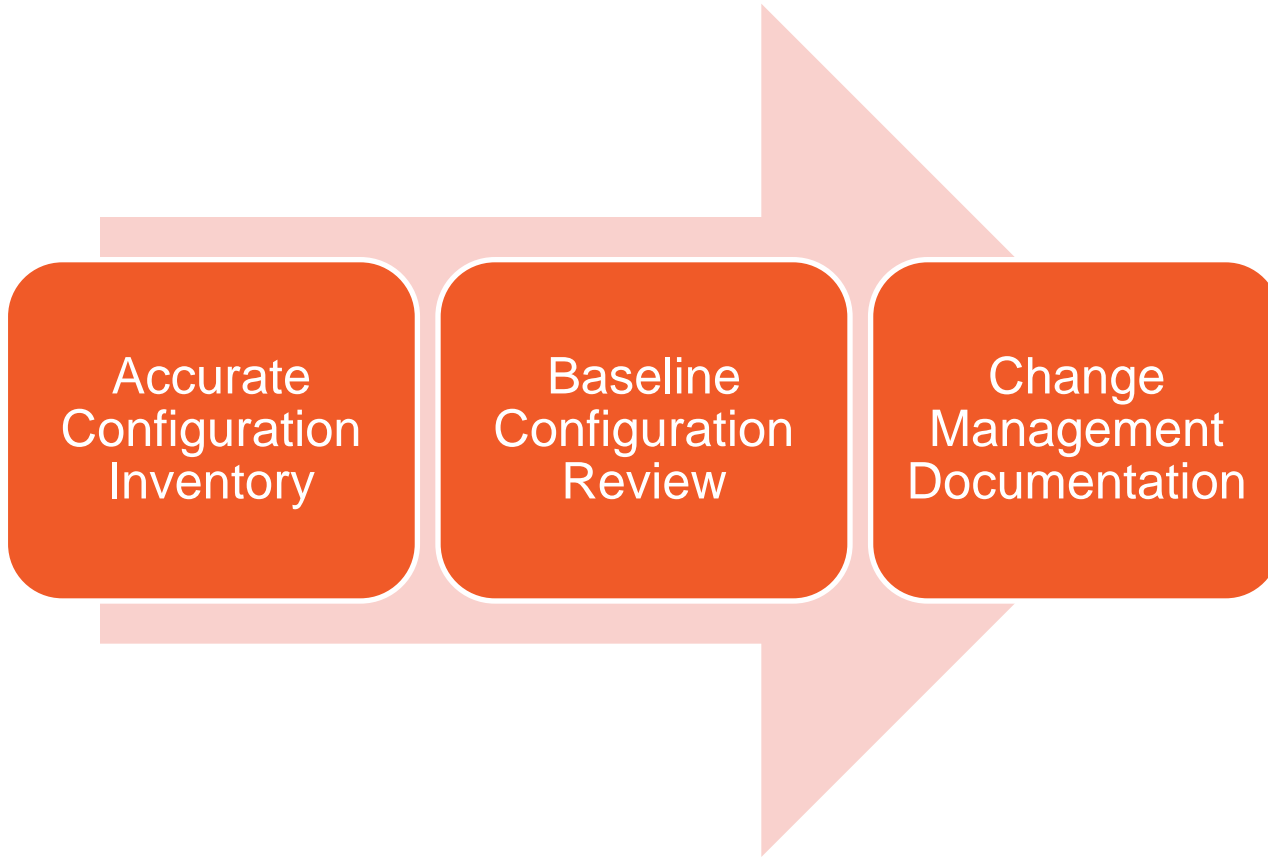 Accurate
Configuration
Inventory
Baseline
Configuration
Review
Change
Management
Documentation